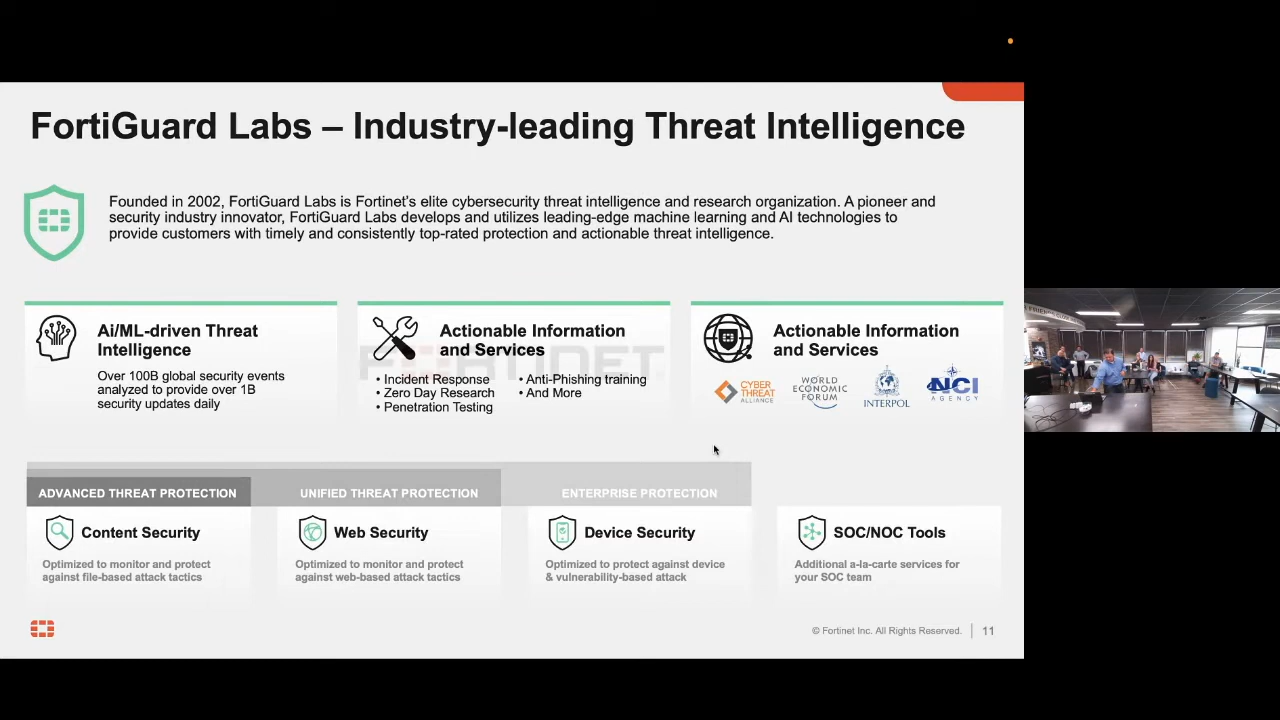 FortiGuard Labs – Industry-leading Threat Intelligence
Founded in 2002, FortiGuard Labs is Fortinet's elite cybersecurity threat intelligence and research organization. A pioneer and
security industry innovator, FortiGuard Labs develops and utilizes leading-edge machine learning and AI technologies to
provide customers with timely and consistently top-rated protection and actionable threat intelligence.
Ai/ML-driven Threat
Intelligence
Over 100B global security events
analyzed to provide over 1B
security updates daily
Actionable Information
and Services
FORTINET
• Incident Response
• Zero Day Research
• Penetration Testing
• Anti-Phishing training
• And More
Actionable Information
and Services
CYBER
THREAT
ALLIANCE
WORLD
ECONOMIC
FORUM
INTERPOL
NCI
AGENCY
ADVANCED THREAT PROTECTION
UNIFIED THREAT PROTECTION
ENTERPRISE PROTECTION
Content Security
Optimized to monitor and protect
against file-based attack tactics
Web Security
Optimized to monitor and protect
against web-based attack tactics
Device Security
Optimized to protect against device
& vulnerability-based attack
SOC/NOC Tools
Additional a-la-carte services for
your SOC team
© Fortinet Inc. All Rights Reserved.
11